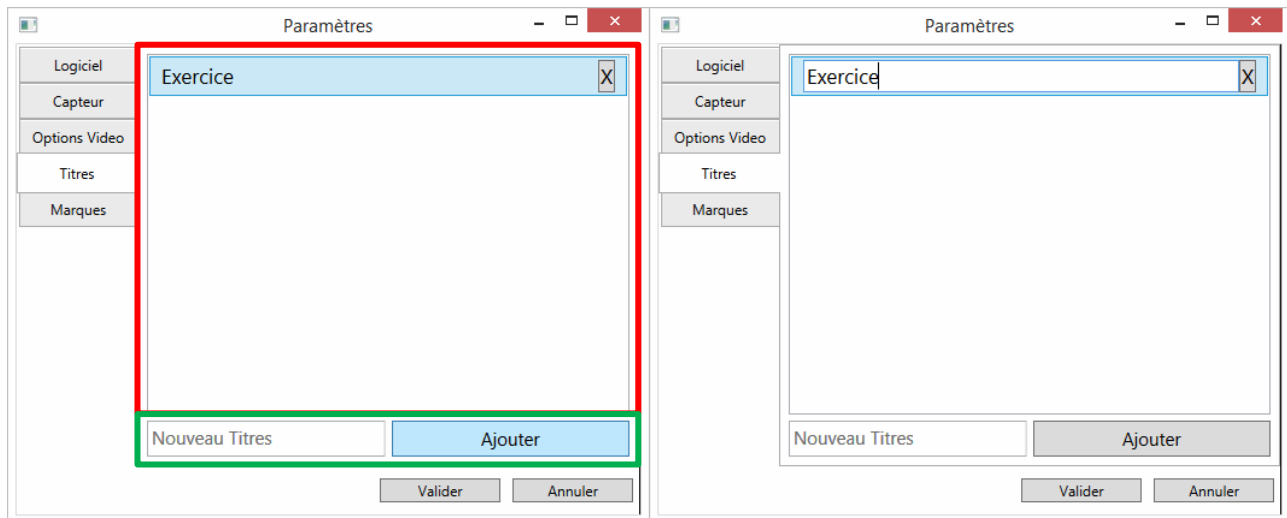 Paramètres
Logiciel
Capteur
Options Video
Titres
Marques
Exercice X
Nouveau Titres Ajouter
Valider Annuler
Paramètres
Logiciel
Capteur
Options Video
Titres
Marques
Exercice X
Nouveau Titres Ajouter
Valider Annuler